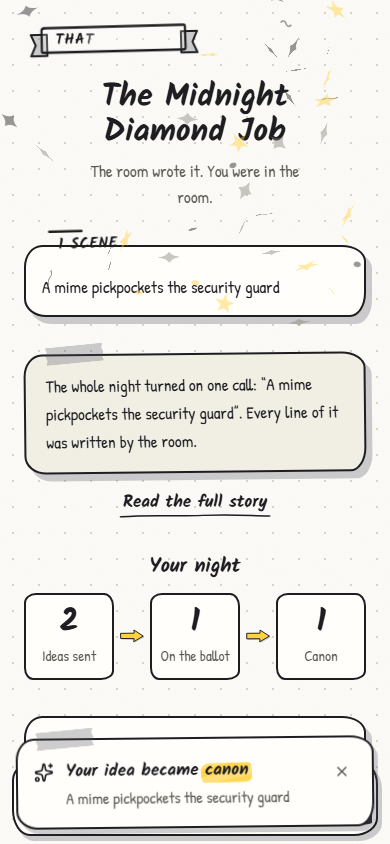 THAT
The Midnight
Diamond Job
The room wrote it. You were in the
room.
1 SCENE
A mime pickpockets the security guard
The whole night turned on one call: "A mime
pickpockets the security guard". Every line of it
was written by the room.
Read the full story
Your night
2
Ideas sent
1
On the ballot
1
Canon
Your idea became canon
A mime pickpockets the security guard